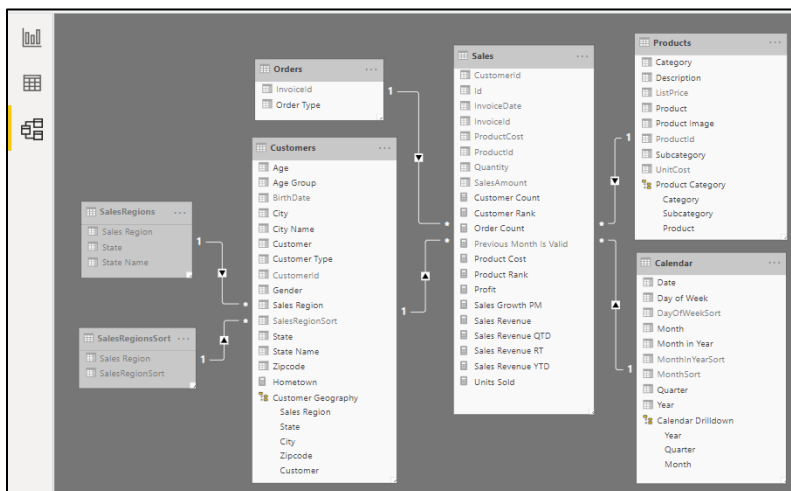 Orders
InvoiceId
Order Type
1
Customers
Age
Age Group
BirthDate
City
City Name
Customer
Customer Type
CustomerId
Gender
Sales Region
SalesRegionSort
State
State Name
Zipcode
Hometown
Customer Geography
Sales Region
State
City
Zipcode
Customer
1
SalesRegions
Sales Region
State
State Name
1
SalesRegionsSort
Sales Region
SalesRegionSort
1
Sales
CustomerId
Id
InvoiceDate
InvoiceId
ProductCost
ProductId
Quantity
SalesAmount
Customer Count
Customer Rank
Order Count
Previous Month is Valid
Product Cost
Product Rank
Profit
Sales Growth PM
Sales Revenue
Sales Revenue QTD
Sales Revenue RT
Sales Revenue YTD
Units Sold
Products
Category
Description
ListPrice
Product
Product Image
ProductId
Subcategory
UnitCost
Product Category
Category
Subcategory
Product
1
Calendar
Date
Day of Week
DayOfWeekSort
Month
Month in Year
MonthInYearSort
MonthSort
Quarter
Year
Calendar Drilldown
Year
Quarter
Month
1